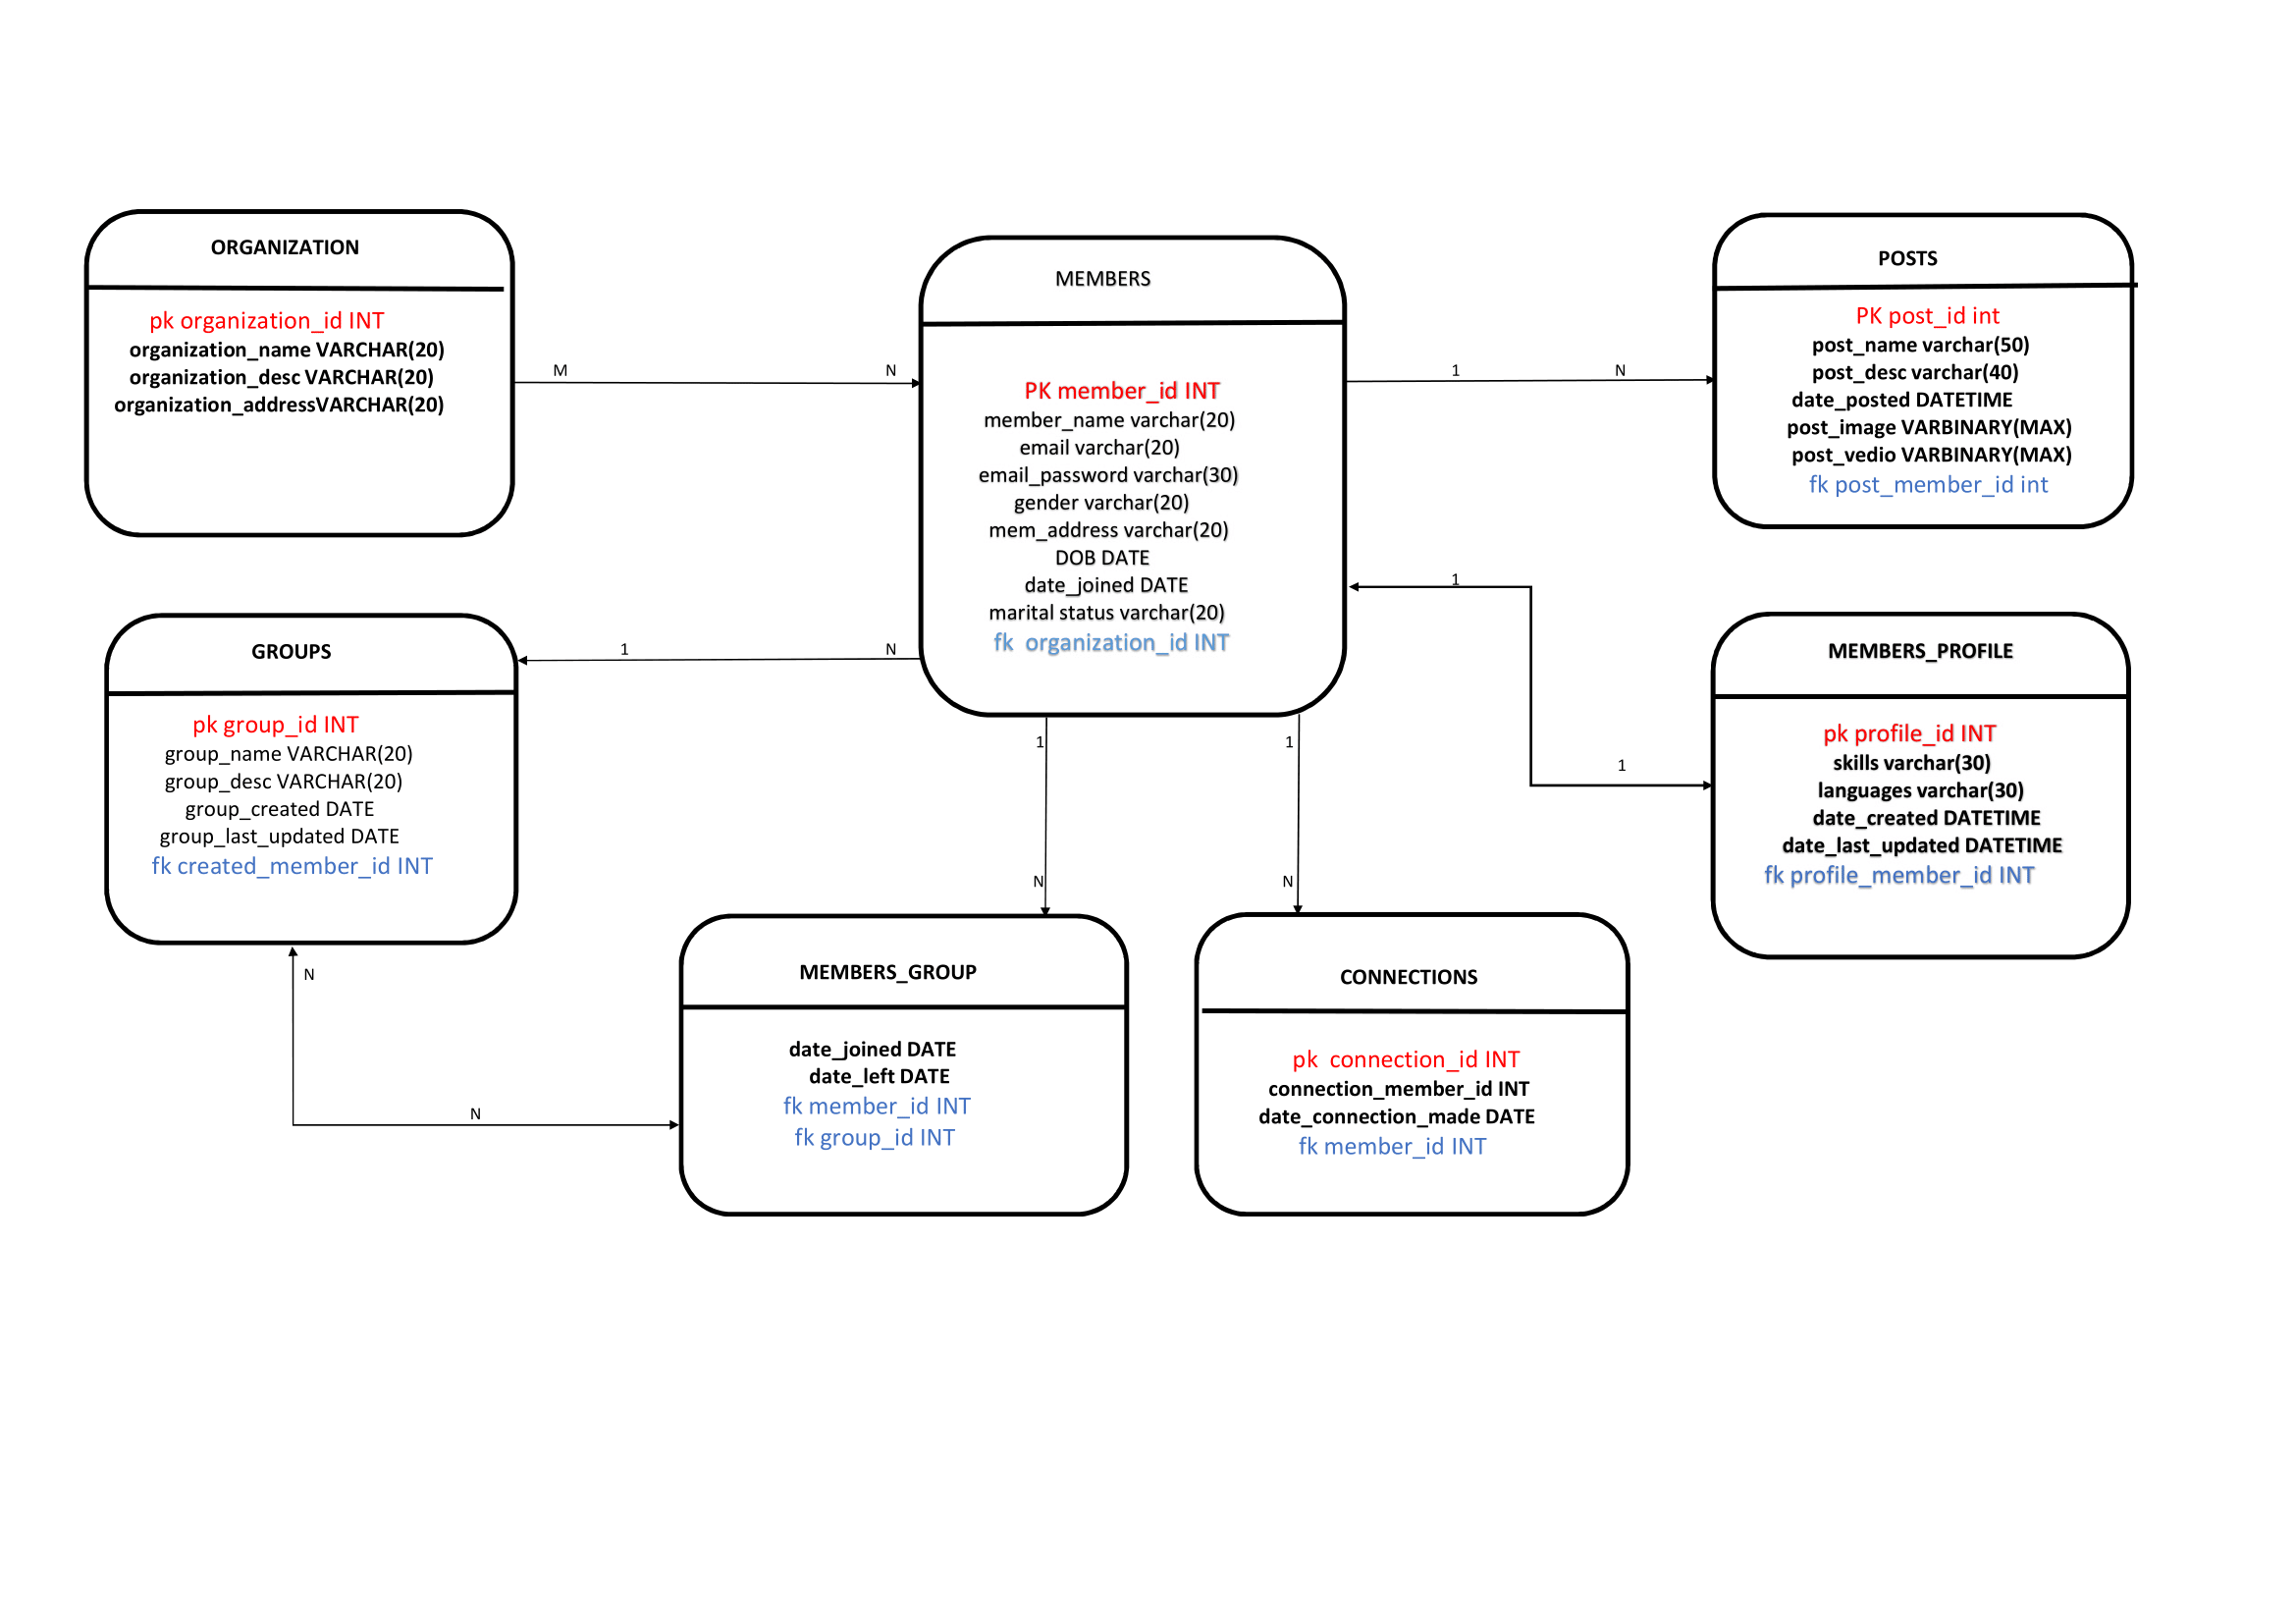 ORGANIZATION
pk organization_id INT
organization_name VARCHAR(20)
organization_desc VARCHAR(20)
organization_addressVARCHAR(20)
M
N
MEMBERS
PK member_id INT
member_name varchar(20)
email varchar(20)
email_password varchar(30)
gender varchar(20)
mem_address varchar(20)
DOB DATE
date_joined DATE
marital status varchar(20)
fk  organization_id INT
1
N
POSTS
PK post_id int
post_name varchar(50)
post_desc varchar(40)
date_posted DATETIME
post_image VARBINARY(MAX)
post_vedio VARBINARY(MAX)
fk post_member_id int
1
1
MEMBERS_PROFILE
pk profile_id INT
skills varchar(30)
languages varchar(30)
date_created DATETIME
date_last_updated DATETIME
fk profile_member_id INT
1
N
GROUPS
pk group_id INT
group_name VARCHAR(20)
group_desc VARCHAR(20)
group_created DATE
group_last_updated DATE
fk created_member_id INT
N
N
1
N
MEMBERS_GROUP
date_joined DATE
date_left DATE
fk member_id INT
fk group_id INT
1
N
CONNECTIONS
pk  connection_id INT
connection_member_id INT
date_connection_made DATE
fk member_id INT